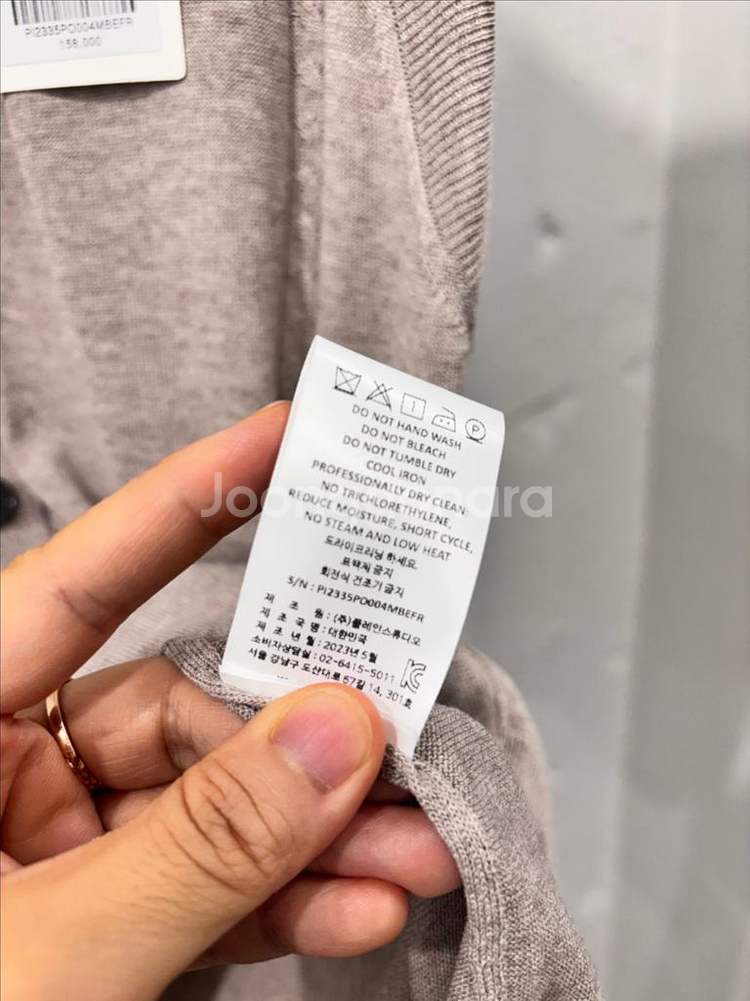 PI2335PO004MBEFR
158,000
DO NOT HAND WASH
DO NOT BLEACH
DO NOT TUMBLE DRY
COOL IRON
PROFESSIONALLY DRY CLEAN:
NO TRICHLORETHYLENE,
REDUCE MOISTURE, SHORT CYCLE,
NO STEAM AND LOW HEAT
도라이크리닝 하세요.
표백제 금지
회전식 건조기 금지
S/N : PI2335PO004MBEFR
제 조 원 : (주)플레인스튜디오
제 조 국 명 : 대한민국
제 조 년 월 : 2023년 5월
소비자상담실 : 02-6415-5011
서울 강남구 도산대로 67길 14, 301호